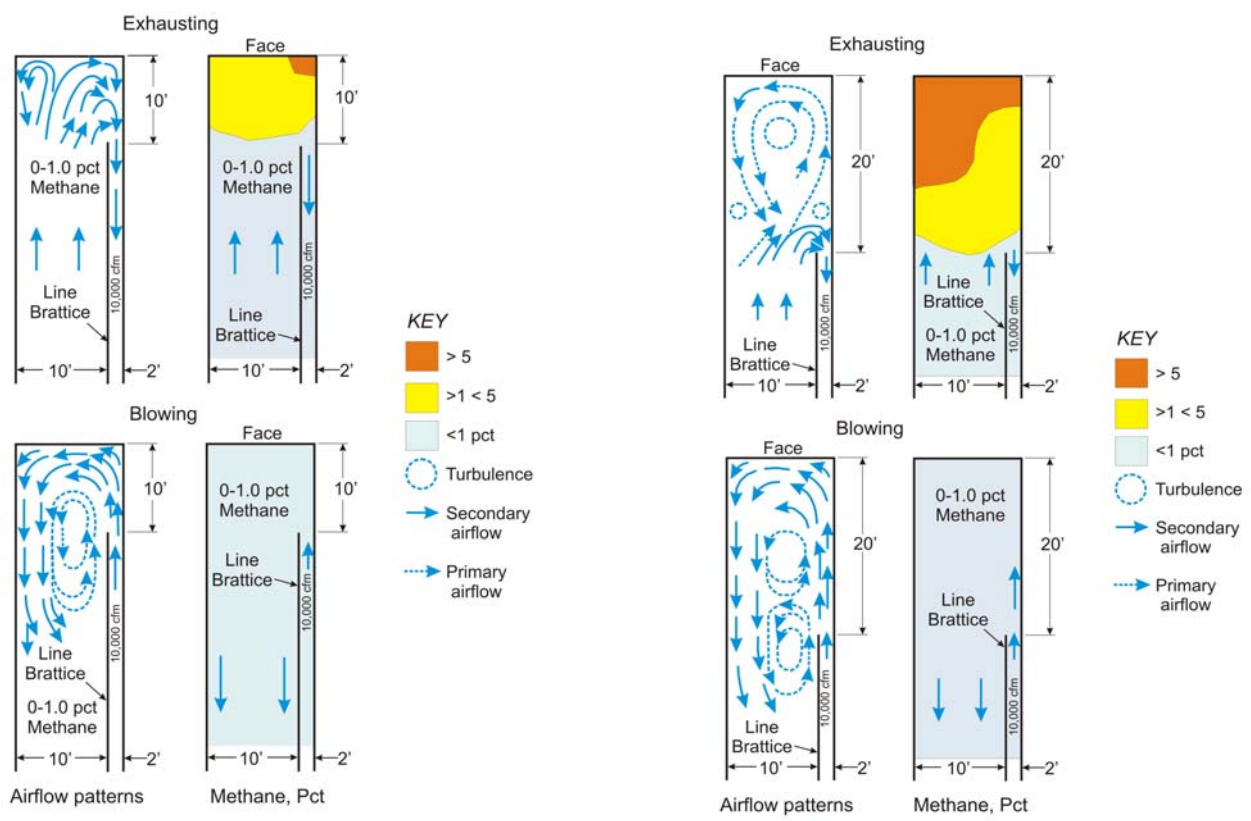 Exhausting
Face
10'
10'
0-1.0 pct
Methane
0-1.0 pct
Methane
10,000 cfm
10,000 cfm
Line
Brattice
Line
Brattice
10'
2'
10'
2'
Blowing
Face
10'
10'
0-1.0 pct
Methane
Line
Brattice
10,000 cfm
10,000 cfm
Line
Brattice
0-1.0 pct
Methane
10'
2'
10'
2'
Airflow patterns
Methane, Pct
KEY
> 5
>1 < 5
<1 pct
Turbulence
Secondary
airflow
Primary
airflow
Exhausting
Face
20'
20'
Line
Brattice
0-1.0 pct
Methane
10,000 cfm
10,000 cfm
Line
Brattice
10'
2'
10'
2'
Blowing
Face
0-1.0 pct
Methane
20'
20'
Line
Brattice
10,000 cfm
10,000 cfm
Line
Brattice
10'
2'
10'
2'
Airflow patterns
Methane, Pct
KEY
> 5
>1 < 5
<1 pct
Turbulence
Secondary
airflow
Primary
airflow